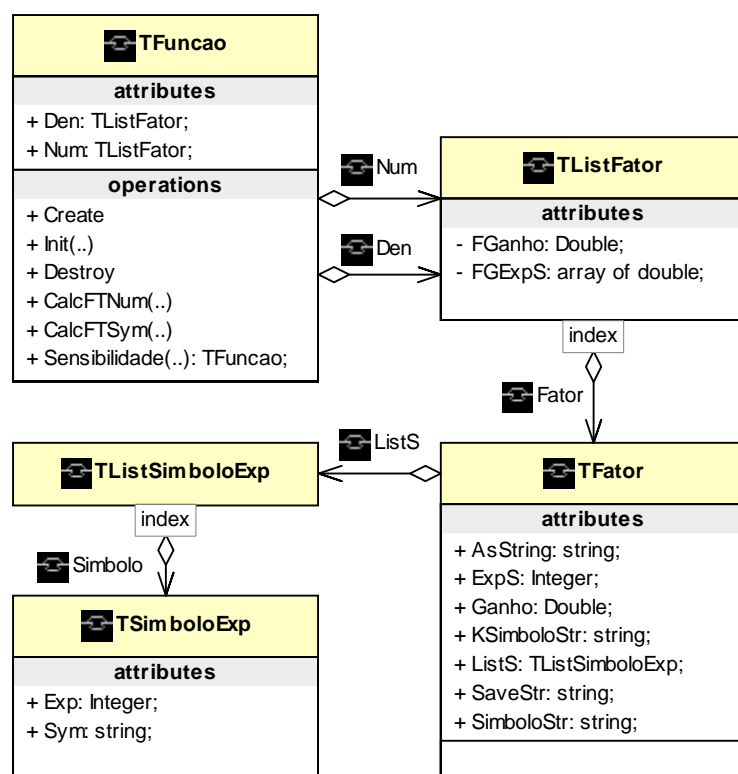 TFuncao
attributes
+ Den: TListFator;
+ Num: TListFator;
operations
+ Create
+ Init(..)
+ Destroy
+ CalcFTNum(..)
+ CalcFTSym(..)
+ Sensibilidade(..): TFuncao;
Num
Den
TListFator
attributes
- FGanho: Double;
- FGExpS: array of double;
index
Fator
ListS
TListSimboloExp
index
Simbolo
TSimboloExp
attributes
+ Exp: Integer;
+ Sym: string;
TFator
attributes
+ AsString: string;
+ ExpS: Integer;
+ Ganho: Double;
+ KSimboloStr: string;
+ ListS: TListSimboloExp;
+ SaveStr: string;
+ SimboloStr: string;